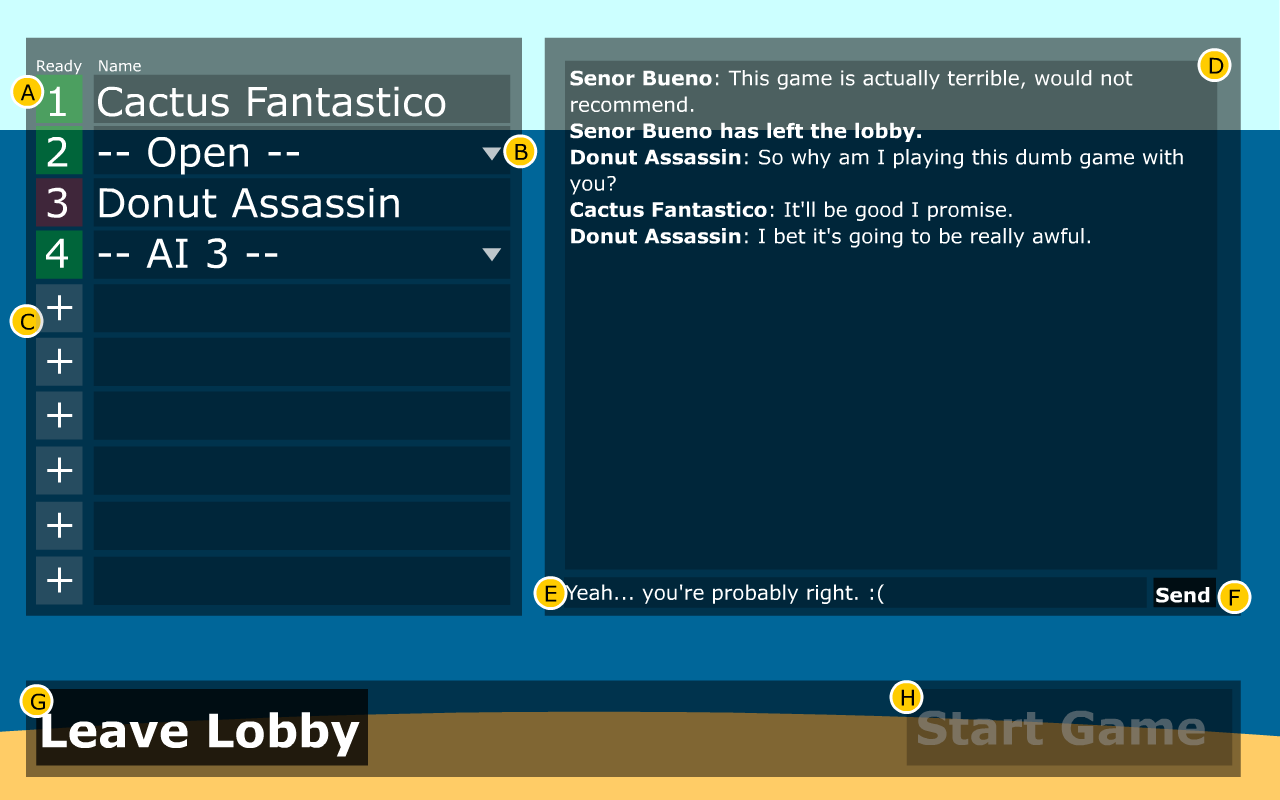 Ready Name
A
1 Cactus Fantastico
2 -- Open --
B
3 Donut Assassin
4 -- AI 3 --
C
+
+
+
+
+
+
D
Senor Bueno: This game is actually terrible, would not
recommend.
Senor Bueno has left the lobby.
Donut Assassin: So why am I playing this dumb game with
you?
Cactus Fantastico: It'll be good I promise.
Donut Assassin: I bet it's going to be really awful.
E
Yeah... you're probably right. :(
Send
F
G
Leave Lobby
H
Start Game